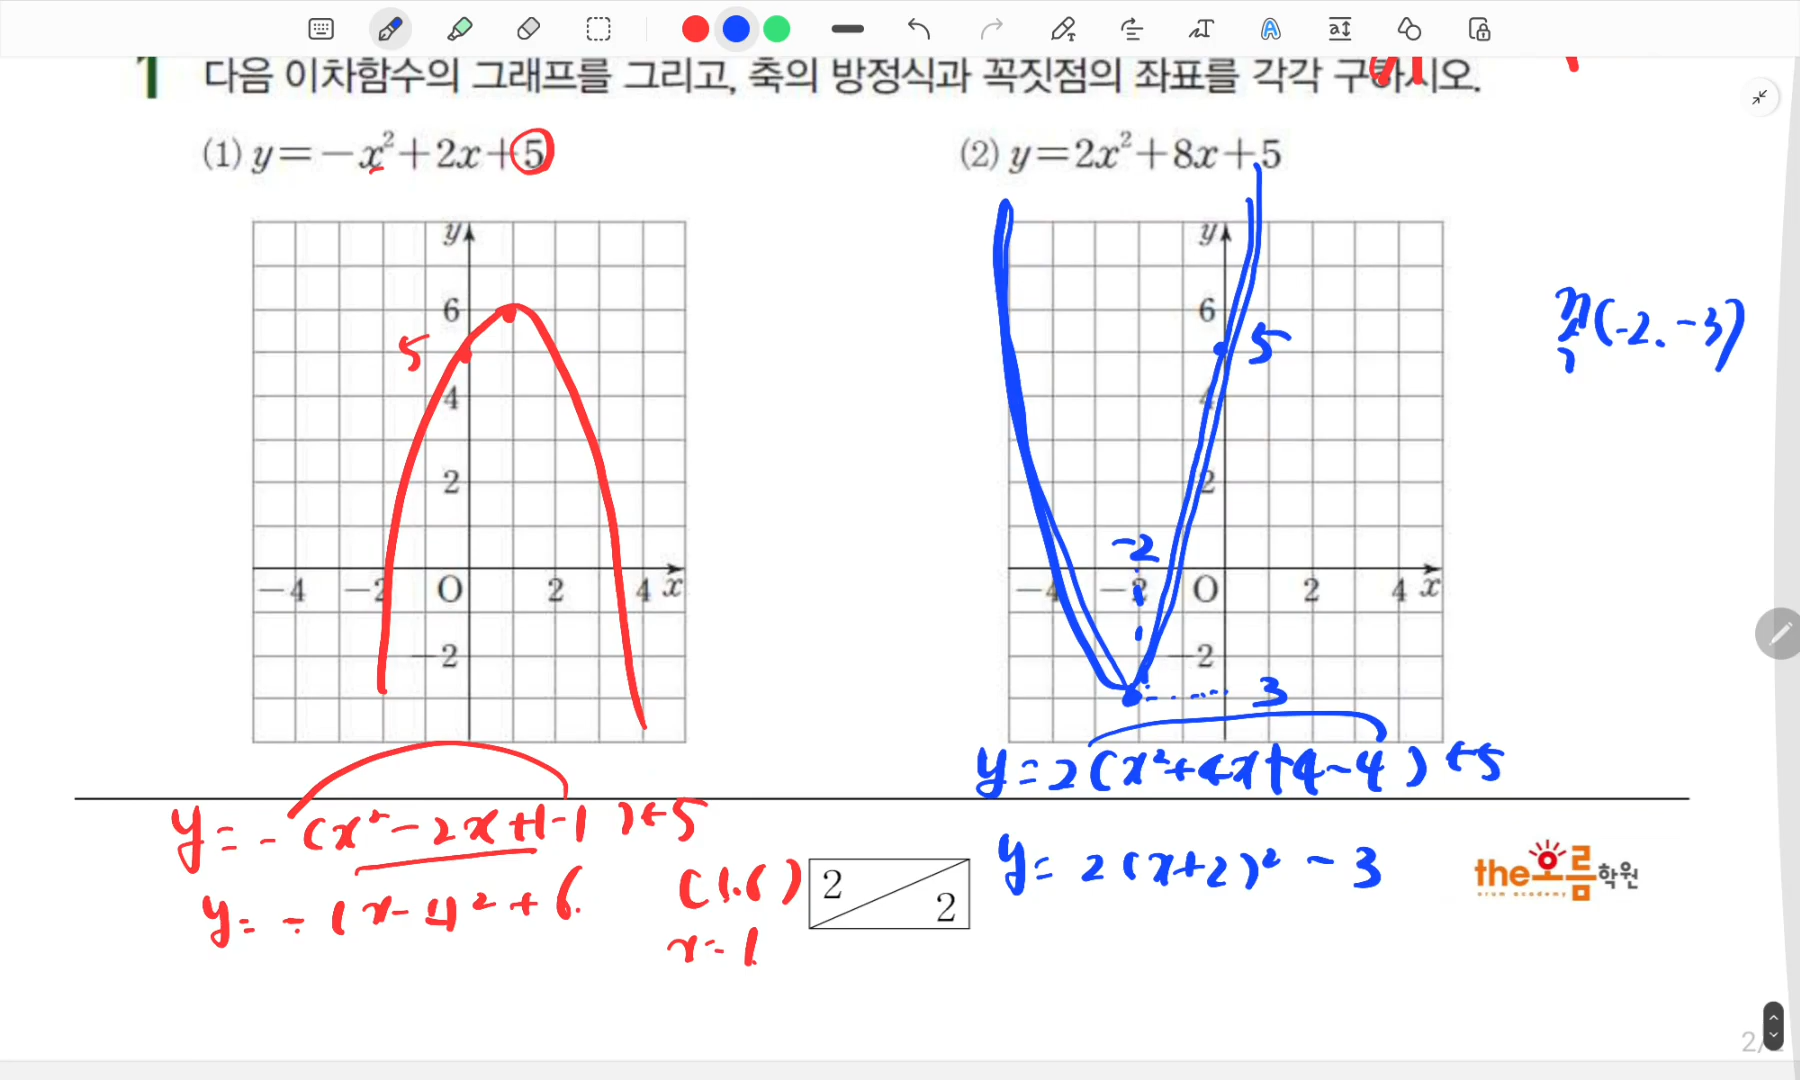 1 다음 이차함수의 그래프를 그리고, 축의 방정식과 꼭짓점의 좌표를 각각 구하시오.
(1) y=-x²+2x+5
(2) y=2x²+8x+5
y
6
5
4
2
-4 -2 O 2 4 x
-2
y
6
5
4
2
-2
-4 -2 O 2 4 x
-2
3
(-2, -3)
y=2(x²+4x+4-4)+5
y=-(x²-2x+1-1)+5
y=2(x+2)²-3
y=-(x-1)²+6
(1.6)
x=1
2
2
the오름학원
orum academy
2/